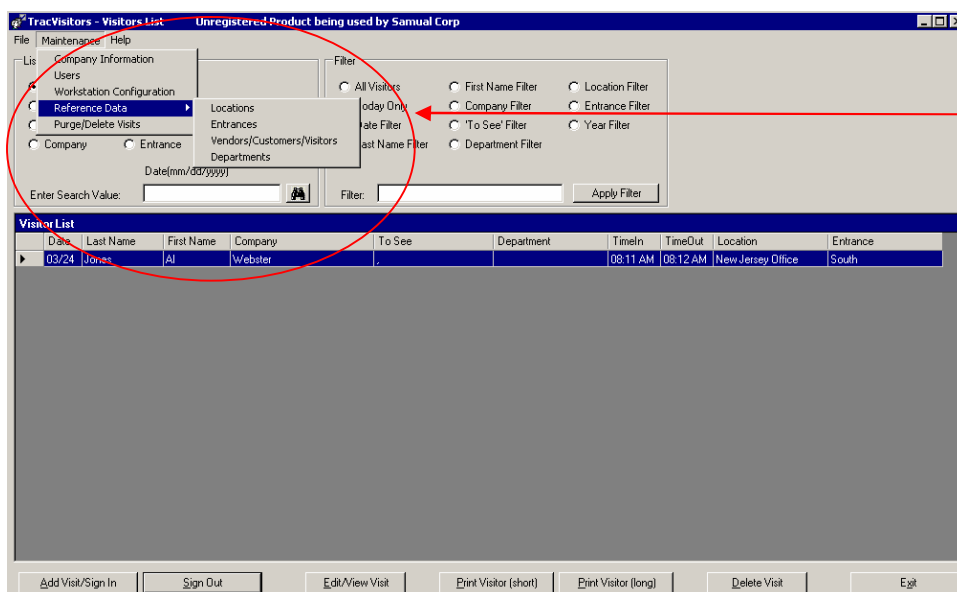 TracVisitors - Visitors List Unregistered Product being used by Samual Corp
File Maintenance Help
Company Information
Users
Workstation Configuration
Reference Data
Purge/Delete Visits
Locations
Entrances
Vendors/Customers/Visitors
Departments
Lis
Company Entrance
Date(mm/dd/yyyy)
Enter Search Value:
Filter
All Visitors First Name Filter Location Filter
oday Only Company Filter Entrance Filter
ate Filter 'To See' Filter Year Filter
ast Name Filter Department Filter
Filter: Apply Filter
Visitor List
Date Last Name First Name Company To See Department TimeIn TimeOut Location Entrance
03/24 Jones Al Webster , 08:11 AM 08:12 AM New Jersey Office South
Add Visit/Sign In Sign Out Edit/View Visit Print Visitor (short) Print Visitor (long) Delete Visit Exit